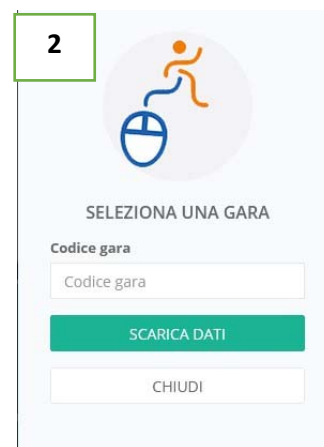 2
SELEZIONA UNA GARA
Codice gara
Codice gara
SCARICA DATI
CHIUDI